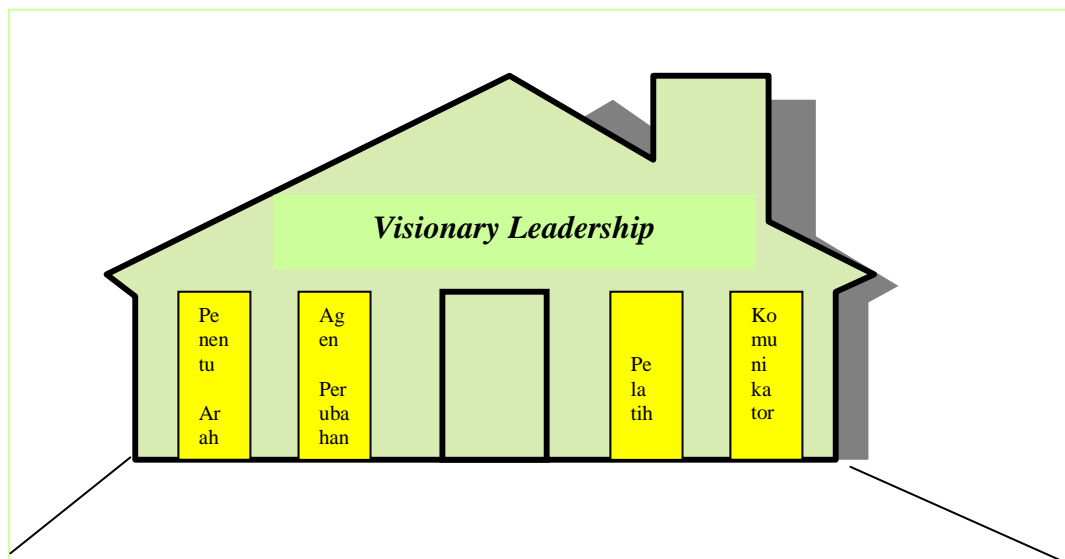 Visionary Leadership
Pe
nen
tu
Ar
ah
Ag
en
Per
uba
han
Pe
la
tih
Ko
mu
ni
ka
tor